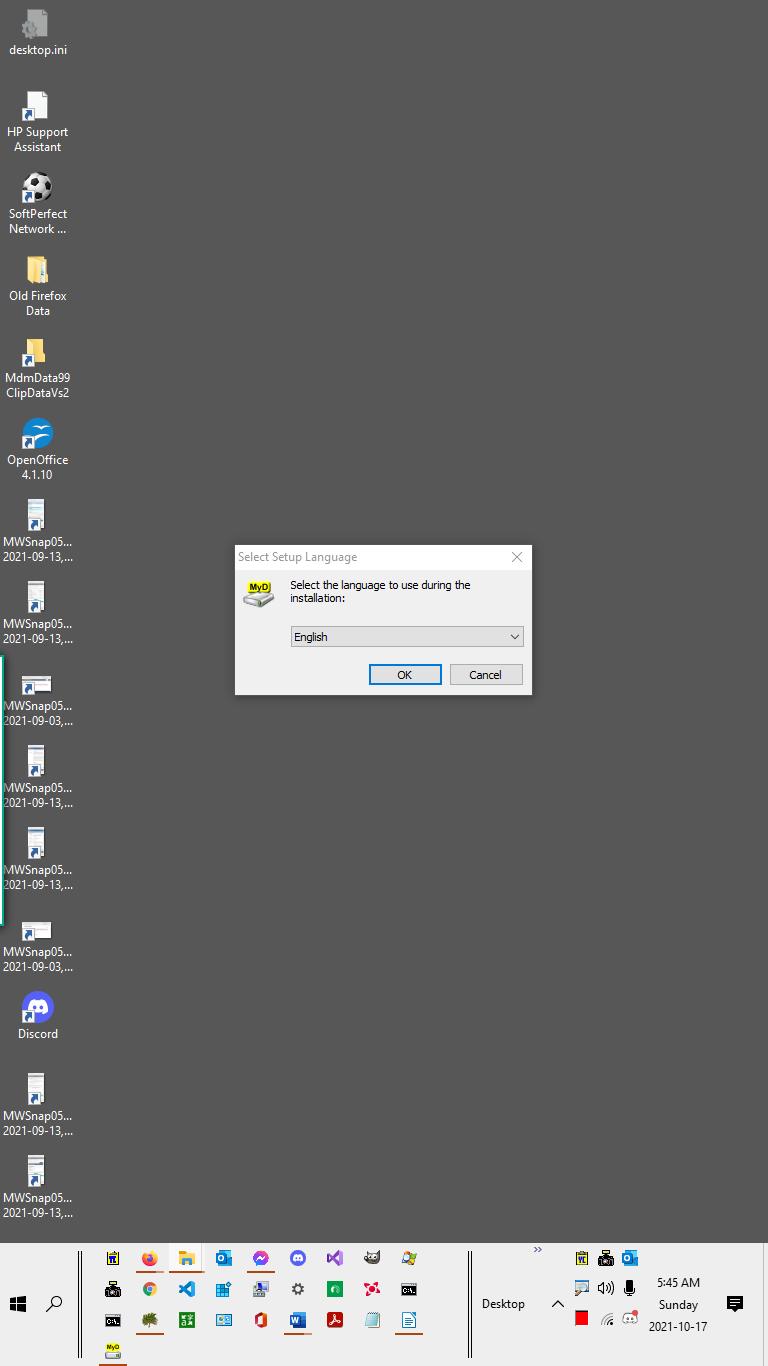 desktop.ini
HP Support
Assistant
SoftPerfect
Network ...
Old Firefox
Data
MdmData99
ClipDataVs2
OpenOffice
4.1.10
MWSnap05...
2021-09-13,...
MWSnap05...
2021-09-13,...
MWSnap05...
2021-09-03,...
MWSnap05...
2021-09-13,...
MWSnap05...
2021-09-13,...
MWSnap05...
2021-09-03,...
Discord
MWSnap05...
2021-09-13,...
MWSnap05...
2021-09-13,...
Select Setup Language
MyD
Select the language to use during the
installation:
English
OK
Cancel
Desktop
5:45 AM
Sunday
2021-10-17
MyD